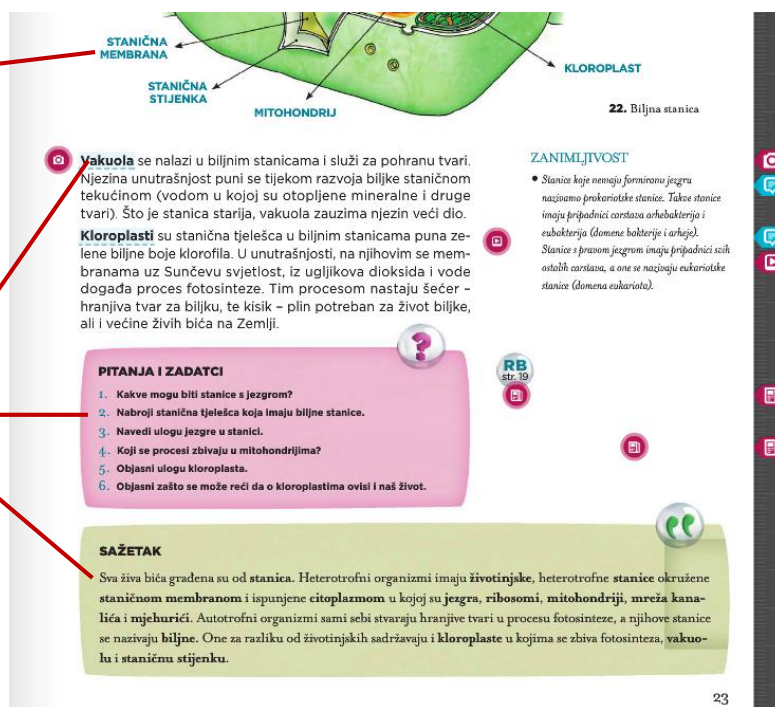 STANIČNA
MEMBRANA
STANIČNA
STIJENKA
MITOHONDRIJ
KLOROPLAST
22. Biljna stanica
Vakuola se nalazi u biljnim stanicama i služi za pohranu tvari.
Njezina unutrašnjost puni se tijekom razvoja biljke staničnom
tekućinom (vodom u kojoj su otopljene mineralne i druge
tvari). Što je stanica starija, vakuola zauzima njezin veći dio.
Kloroplasti su stanična tjelešca u biljnim stanicama puna ze-
lene biljne boje klorofila. U unutrašnjosti, na njihovim se mem-
branama uz Sunčevu svjetlost, iz ugljikova dioksida i vode
događa proces fotosinteze. Tim procesom nastaju šećer –
hranjiva tvar za biljku, te kisik – plin potreban za život biljke,
ali i većine živih bića na Zemlji.
ZANIMLJIVOST
• Stanice koje nemaju formiranu jezgru
nazivamo prokariotske stanice. Takve stanice
imaju pripadnici carstava arhebakterija i
eubakterija (domene bakterije i arheje).
Stanice s pravom jezgrom imaju pripadnici svih
ostalih carstava, a one se nazivaju eukariotske
stanice (domena eukariota).
?
PITANJA I ZADATCI
1. Kakve mogu biti stanice s jezgrom?
2. Nabroji stanična tjelešca koja imaju biljne stanice.
3. Navedi ulogu jezgre u stanici.
4. Koji se procesi zbivaju u mitohondrijima?
5. Objasni ulogu kloroplasta.
6. Objasni zašto se može reći da o kloroplastima ovisi i naš život.
RB
str. 19
SAŽETAK
Sva živa bića građena su od stanica. Heterotrofni organizmi imaju životinjske, heterotrofne stanice okružene
staničnom membranom i ispunjene citoplazmom u kojoj su jezgra, ribosomi, mitohondriji, mreža kana-
lića i mjehurići. Autotrofni organizmi sami sebi stvaraju hranjive tvari u procesu fotosinteze, a njihove stanice
se nazivaju biljne. One za razliku od životinjskih sadržavaju i kloroplaste u kojima se zbiva fotosinteza, vakuo-
lu i staničnu stijenku.
23